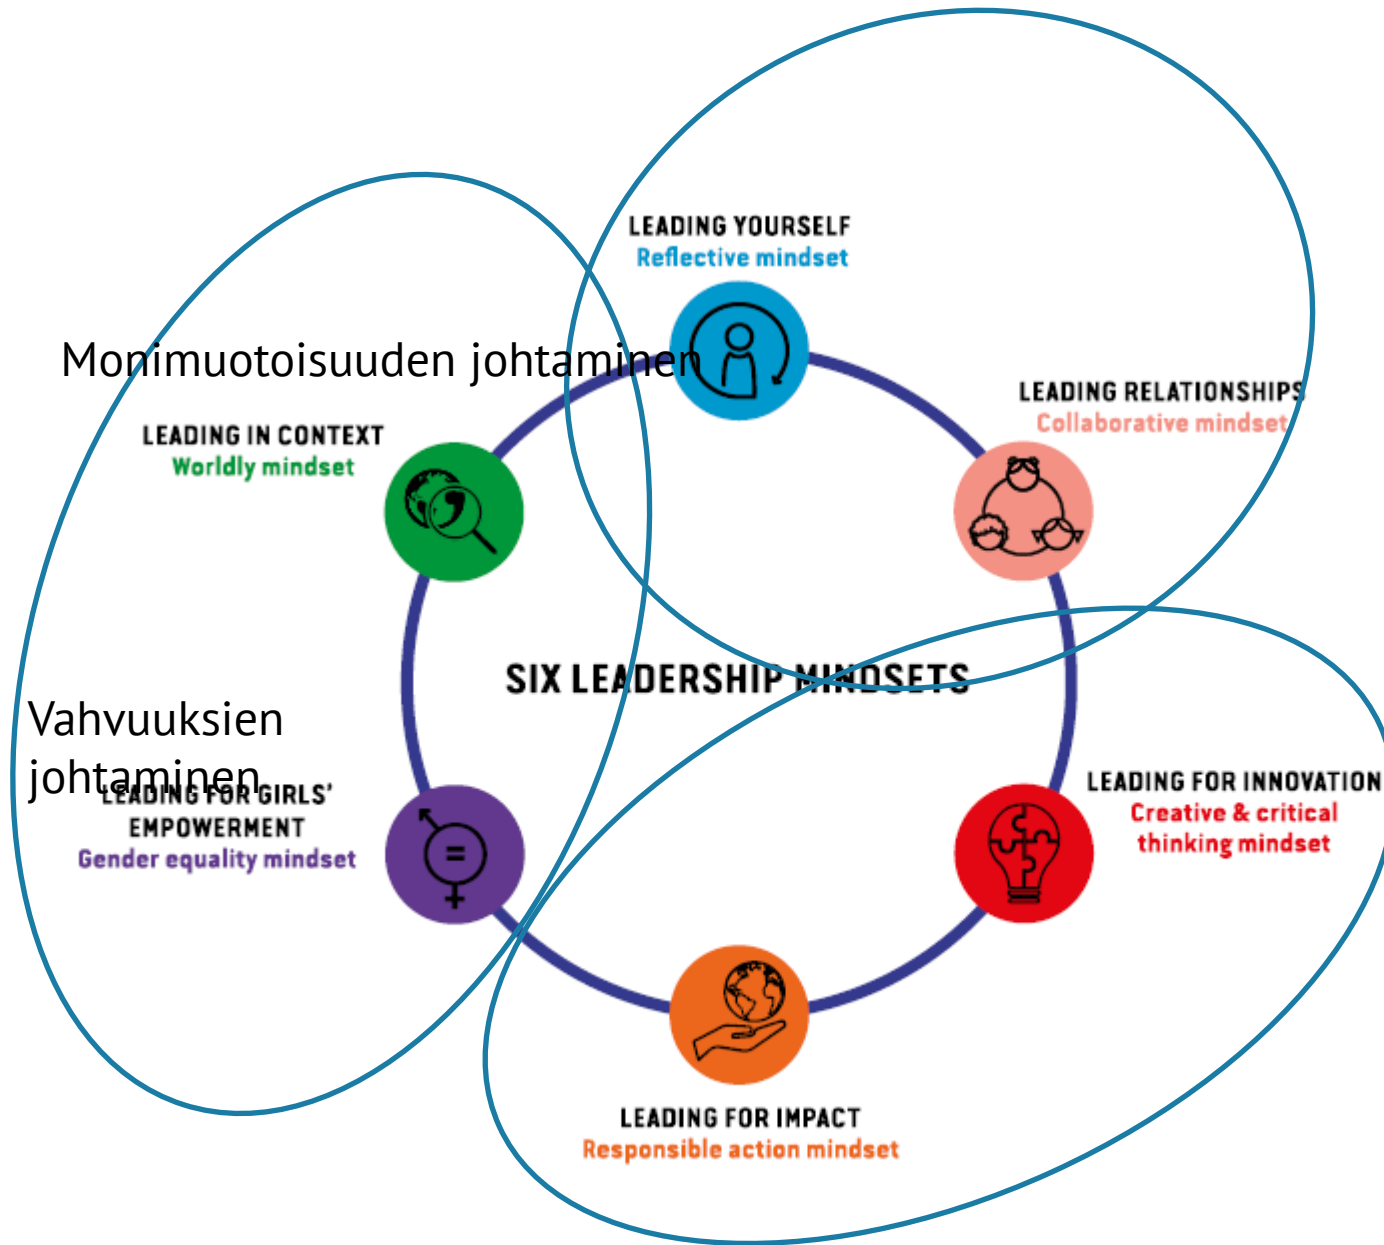 LEADING YOURSELF
Reflective mindset
Monimuotoisuuden johtaminen
LEADING RELATIONSHIPS
Collaborative mindset
LEADING IN CONTEXT
Worldly mindset
SIX LEADERSHIP MINDSETS
Vahvuuksien
johtaminen
LEADING FOR GIRLS'
EMPOWERMENT
Gender equality mindset
LEADING FOR INNOVATION
Creative & critical
thinking mindset
LEADING FOR IMPACT
Responsible action mindset